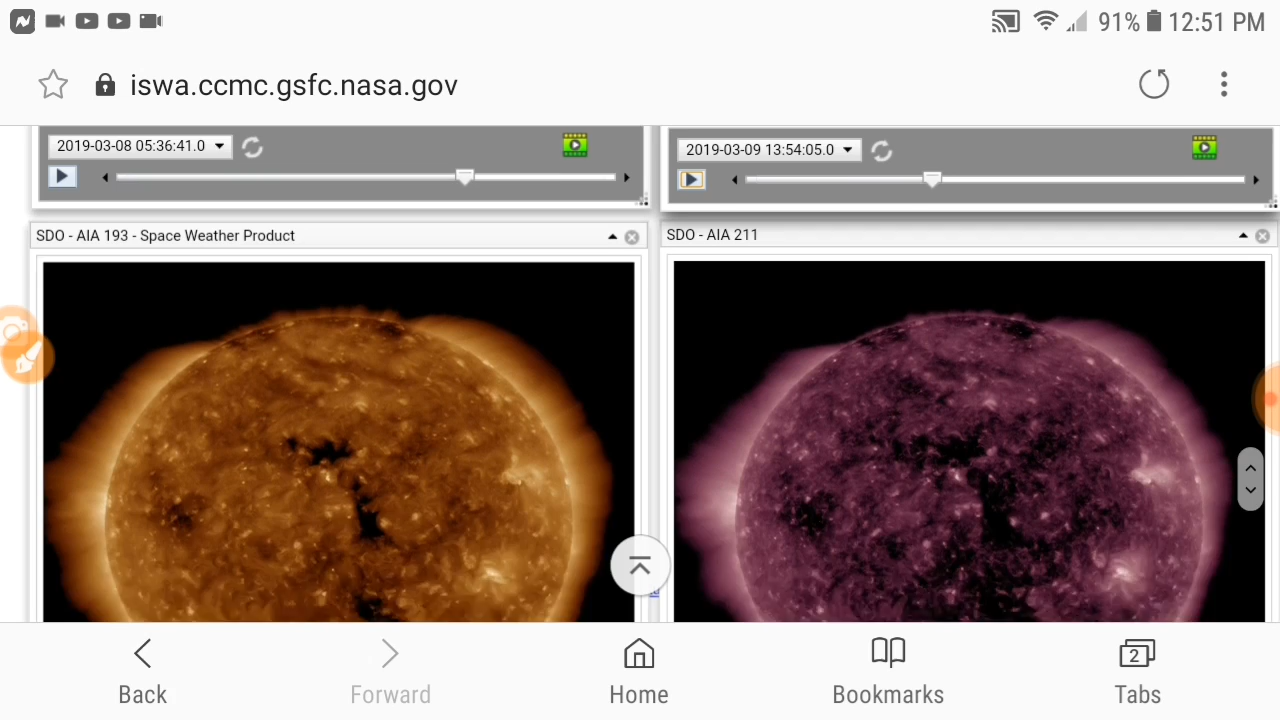 91% 12:51 PM
iswa.ccmc.gsfc.nasa.gov
2019-03-08 05:36:41.0
2019-03-09 13:54:05.0
SDO - AIA 193 - Space Weather Product
SDO - AIA 211
2
Back
Forward
Home
Bookmarks
Tabs